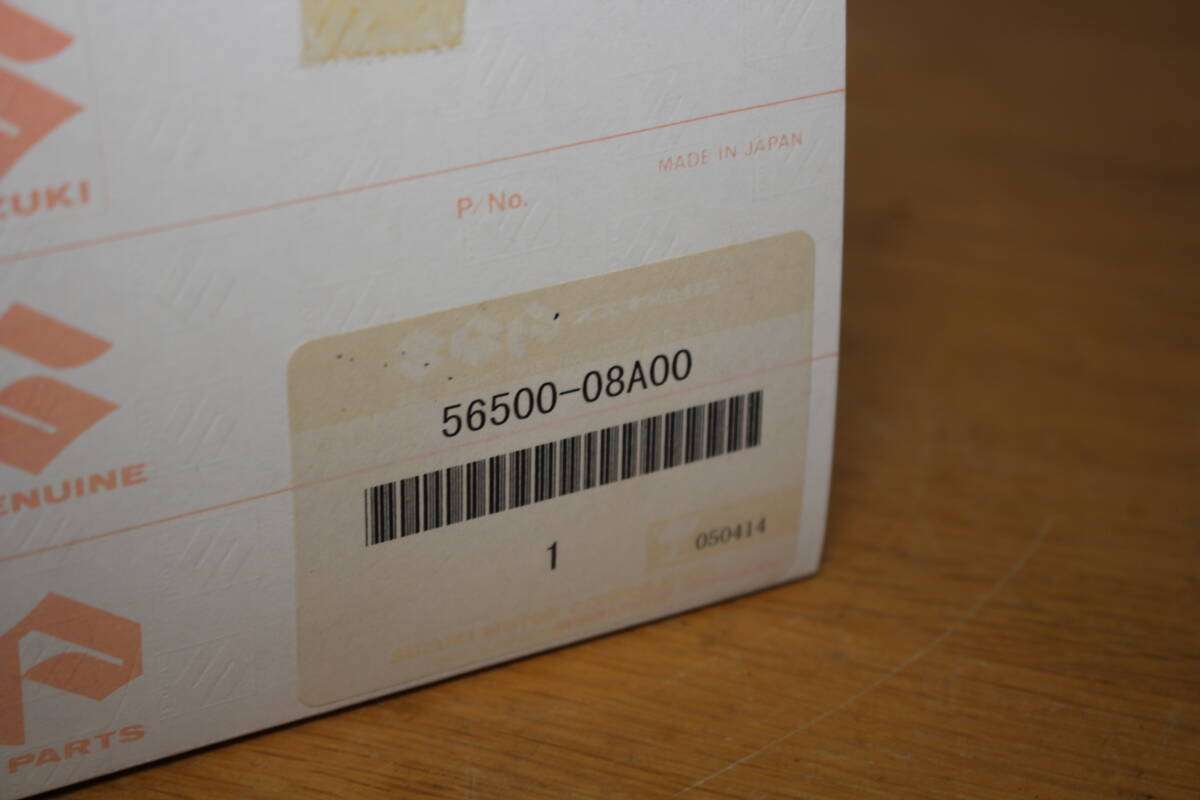 ZUKI
MADE IN JAPAN
P/No.
56500-08A00
ENUINE
1
050414
PARTS